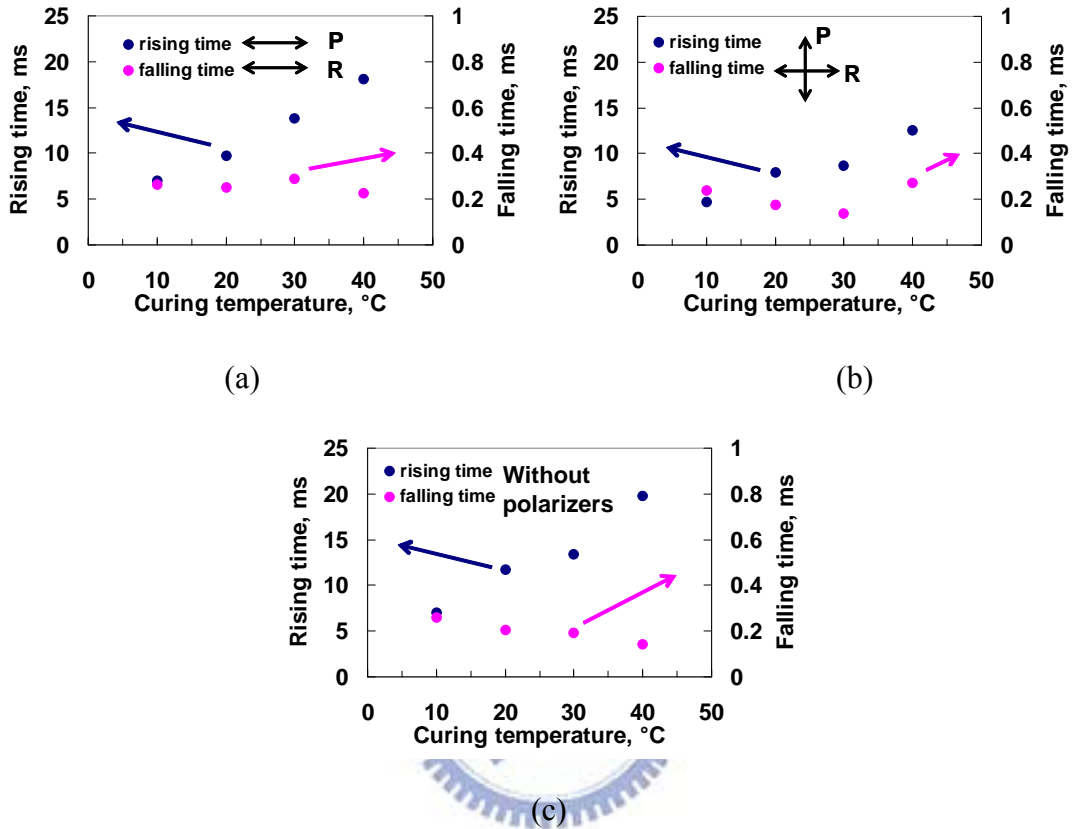 25
20
15
10
5
0
Rising time, ms
rising time
P
falling time
R
1
0.8
0.6
0.4
0.2
0
Falling time, ms
0 10 20 30 40 50
Curing temperature, °C
(a)
25
20
15
10
5
0
Rising time, ms
rising time
P
falling time
R
1
0.8
0.6
0.4
0.2
0
Falling time, ms
0 10 20 30 40 50
Curing temperature, °C
(b)
25
20
15
10
5
0
Rising time, ms
rising time
falling time
Without
polarizers
1
0.8
0.6
0.4
0.2
0
Falling time, ms
0 10 20 30 40 50
Curing temperature, °C
(c)